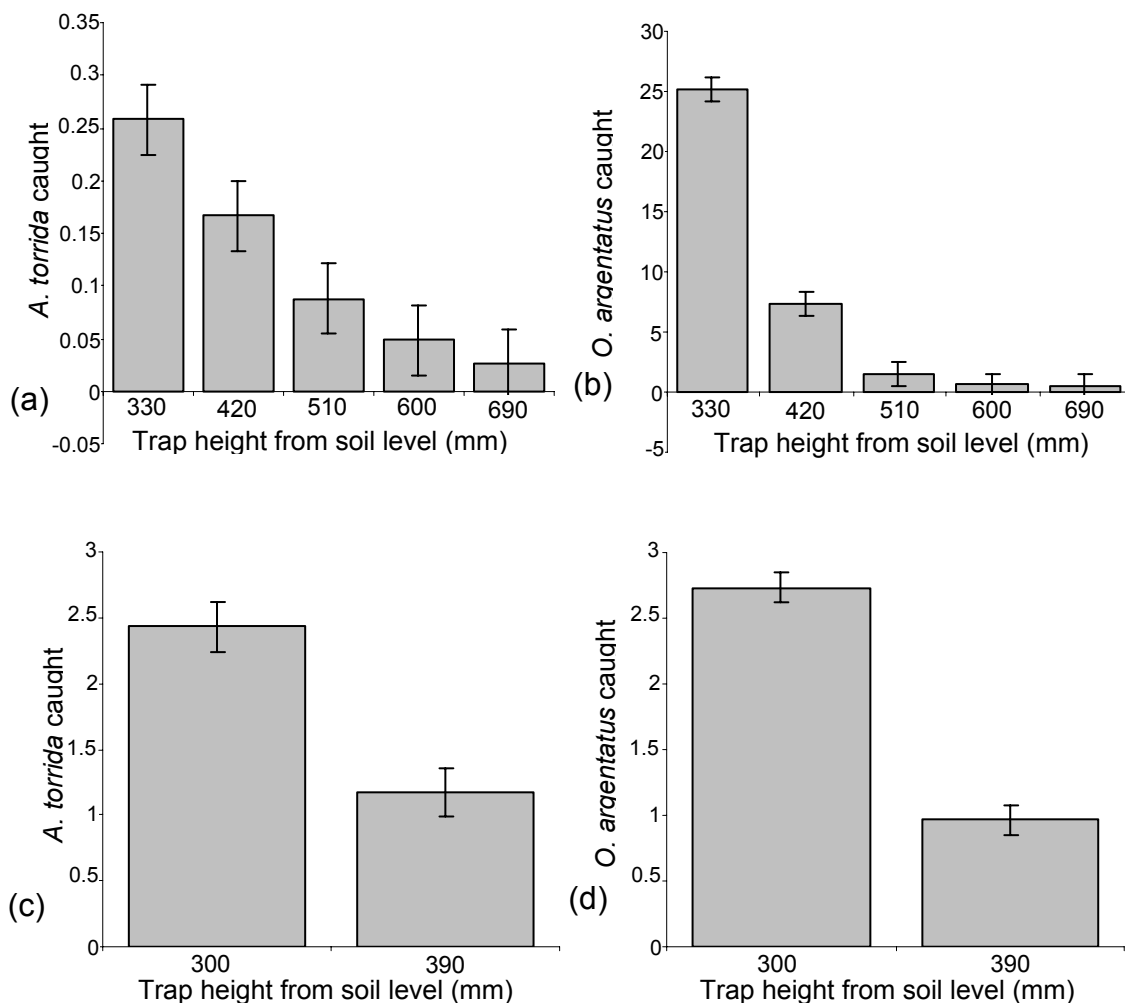 0.35
0.3
0.25
0.2
0.15
0.1
0.05
0
-0.05
A. torrida caught
330 420 510 600 690
(a)
Trap height from soil level (mm)
30
25
20
15
10
5
0
-5
O. argentatus caught
330 420 510 600 690
(b)
Trap height from soil level (mm)
3
2.5
2
1.5
1
0.5
0
A. torrida caught
(c)
300 390
Trap height from soil level (mm)
3
2.5
2
1.5
1
0.5
0
O. argentatus caught
(d)
300 390
Trap height from soil level (mm)